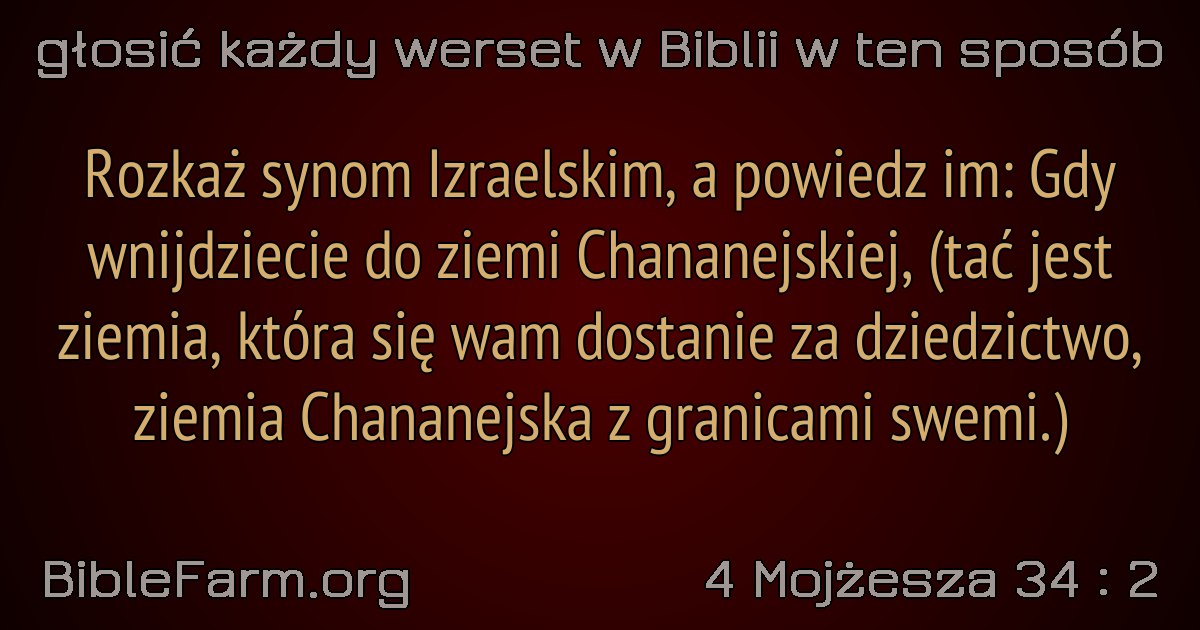 głosić każdy werset w Biblii w ten sposób
Rozkaż synom Izraelskim, a powiedz im: Gdy
wnijdziecie do ziemi Chananejskiej, (tać jest
ziemia, która się wam dostanie za dziedzictwo,
ziemia Chananejska z granicami swemi.)
BibleFarm.org
4 Mojżesza 34 : 2